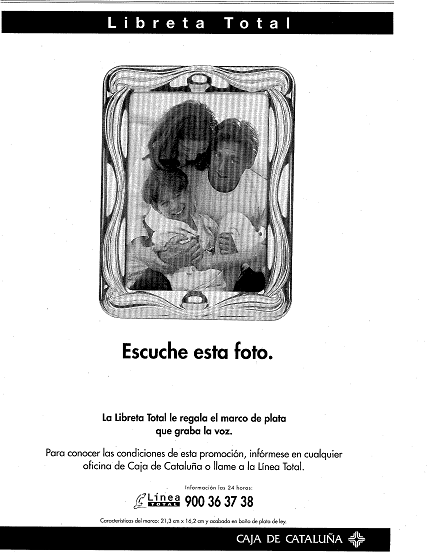 Libreta Total
Escuche esta foto.
La Libreta Total le regala el marco de plata
que graba la voz.
Para conocer las condiciones de esta promoción, infórmese en cualquier
oficina de Caja de Cataluña o llame a la Línea Total.
Información las 24 horas:
Línea TOTAL 900 36 37 38
Características del marco: 21,3 cm x 16,2 cm y acabado en baño de plata de ley.
CAJA DE CATALUÑA